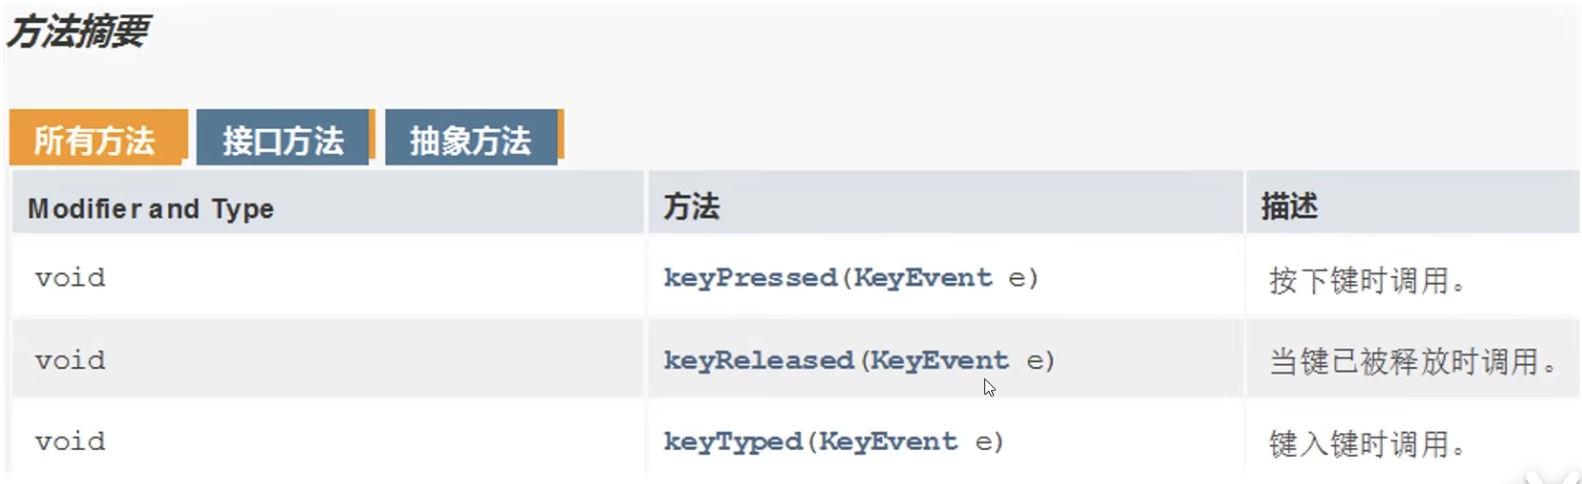 方法摘要
所有方法 接口方法 抽象方法
Modifier and Type 方法 描述
void keyPressed(KeyEvent e) 按下键时调用。
void keyReleased(KeyEvent e) 当键已被释放时调用。
void keyTyped(KeyEvent e) 键入键时调用。